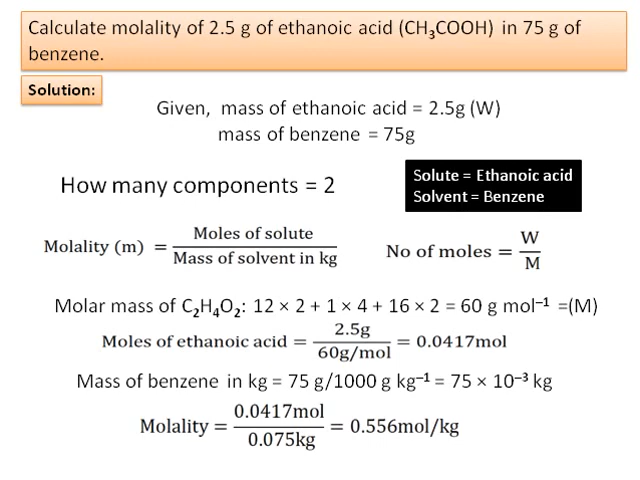 Calculate molality of 2.5 g of ethanoic acid (CH₃COOH) in 75 g of
benzene.
Solution:
Given, mass of ethanoic acid = 2.5g (W)
mass of benzene = 75g
How many components = 2
Solute = Ethanoic acid
Solvent = Benzene
Molality (m) = Moles of solute / Mass of solvent in kg
No of moles = W / M
Molar mass of C₂H₄O₂: 12 × 2 + 1 × 4 + 16 × 2 = 60 g mol⁻¹ =(M)
Moles of ethanoic acid = 2.5g / 60g/mol = 0.0417mol
Mass of benzene in kg = 75 g/1000 g kg⁻¹ = 75 × 10⁻³ kg
Molality = 0.0417mol / 0.075kg = 0.556mol/kg